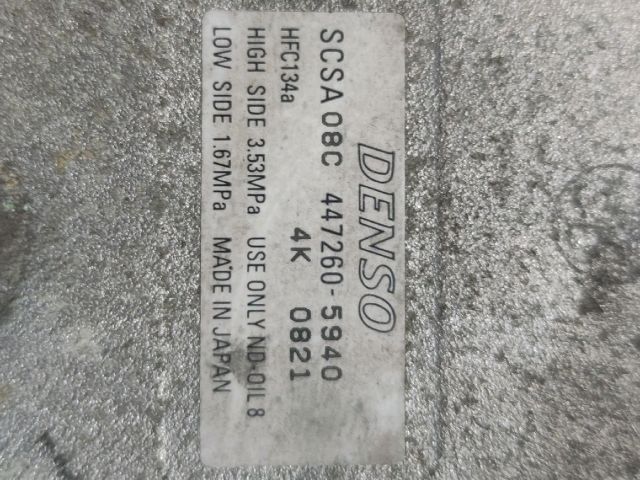 DENSO
SCSA08C 447260-5940
HFC134a 4K 0821
HIGH SIDE 3.53MPa USE ONLY ND-OIL 8
LOW SIDE 1.67MPa MADE IN JAPAN